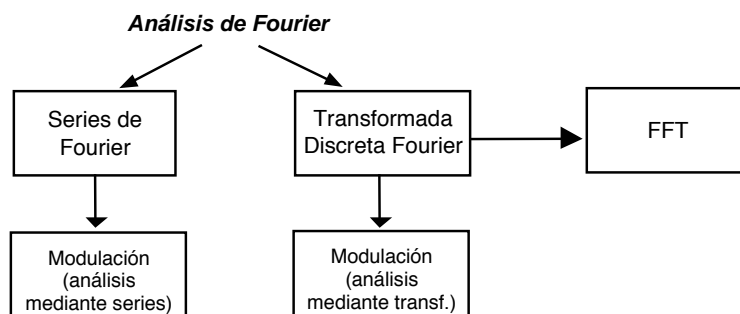 Análisis de Fourier
Series de
Fourier
Transformada
Discreta Fourier
FFT
Modulación
(análisis
mediante series)
Modulación
(análisis
mediante transf.)